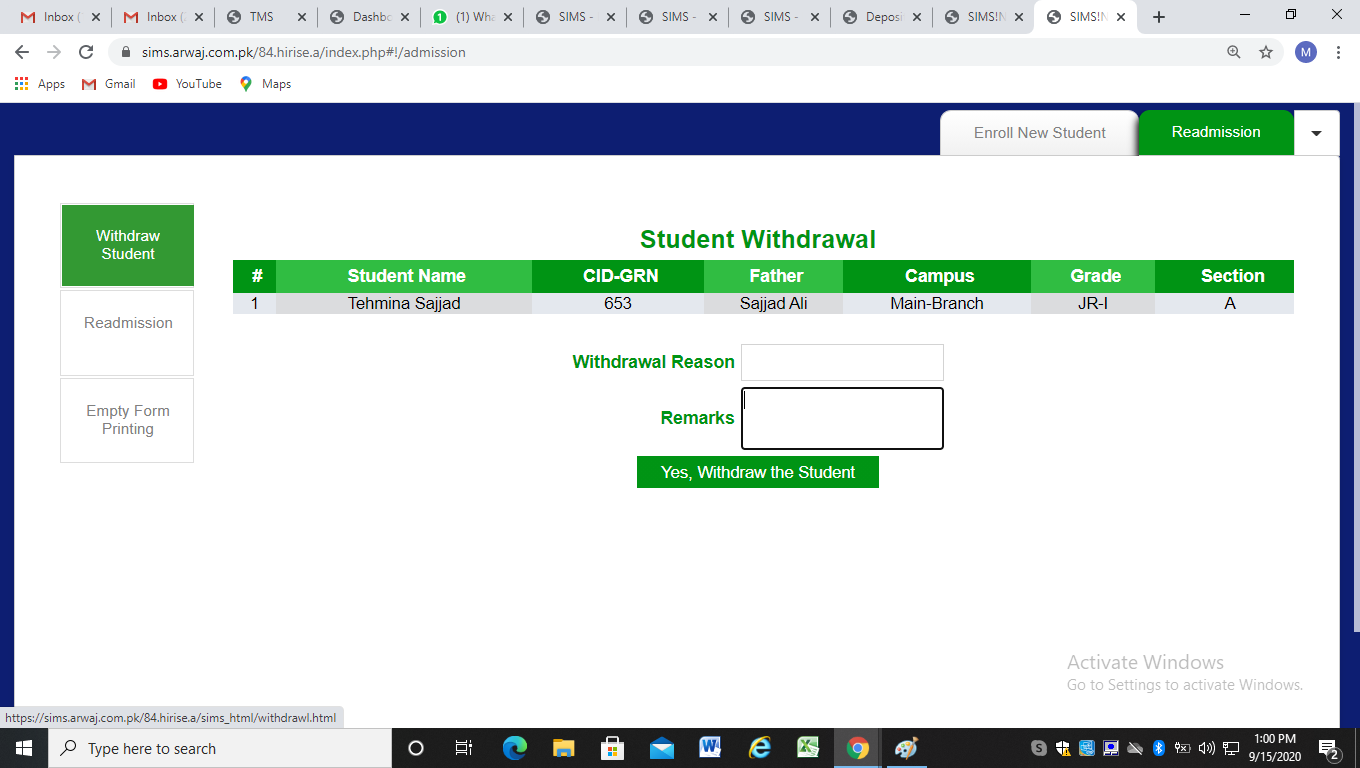 Inbox (
Inbox (2
TMS
Dashbo
(1) Wha
SIMS -
SIMS -
SIMS -
Deposi
SIMS!N
SIMS!N
sims.arwaj.com.pk/84.hirise.a/index.php#!/admission
M
Apps
Gmail
YouTube
Maps
Enroll New Student
Readmission
Withdraw
Student
Readmission
Empty Form
Printing
Student Withdrawal
# Student Name CID-GRN Father Campus Grade Section
1 Tehmina Sajjad 653 Sajjad Ali Main-Branch JR-I A
Withdrawal Reason
Remarks
Yes, Withdraw the Student
Activate Windows
Go to Settings to activate Windows.
https://sims.arwaj.com.pk/84.hirise.a/sims_html/withdrawl.html
Type here to search
1:00 PM
9/15/2020
2